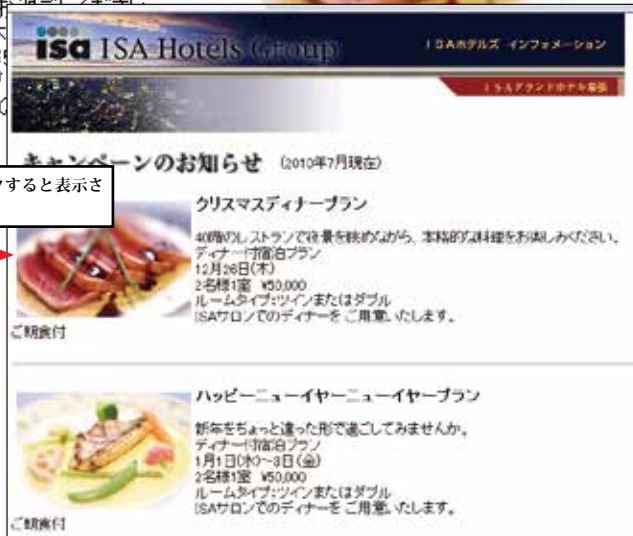 isa ISA Hotels Group
ISAホテルズ インフォメーション
ISAグランドホテル幕張
キャンペーンのお知らせ (2010年7月現在)
クすると表示さ
クリスマスディナープラン
40階のレストランで夜景を眺めながら、本格的な料理をお楽しみください。
ディナー付宿泊プラン
12月26日(木)
2名様1室 ¥50,000
ルームタイプ:ツインまたはダブル
ISAサロンでのディナーをご用意いたします。
ご朝食付
ハッピーニューイヤーニューイヤープラン
新年をちょっと違った形で過ごしてみませんか。
ディナー付宿泊プラン
1月1日(水)~3日(金)
2名様1室 ¥50,000
ルームタイプ:ツインまたはダブル
ISAサロンでのディナーをご用意いたします。
ご朝食付